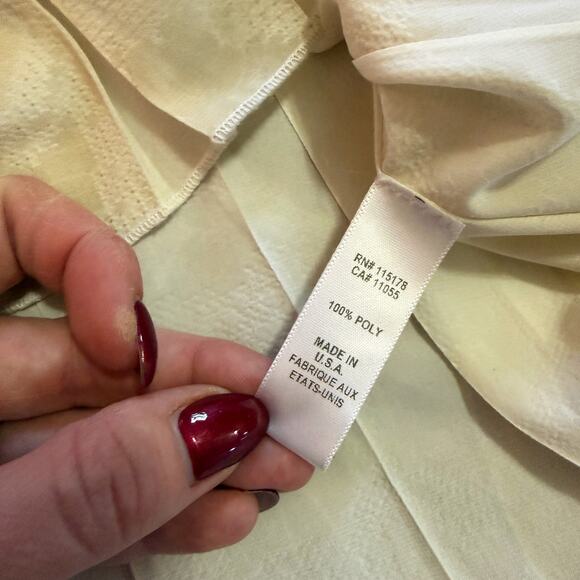 RN# 115178
CA# 11055
100% POLY
MADE IN
U.S.A.
FABRIQUE AUX
ETATS-UNIS